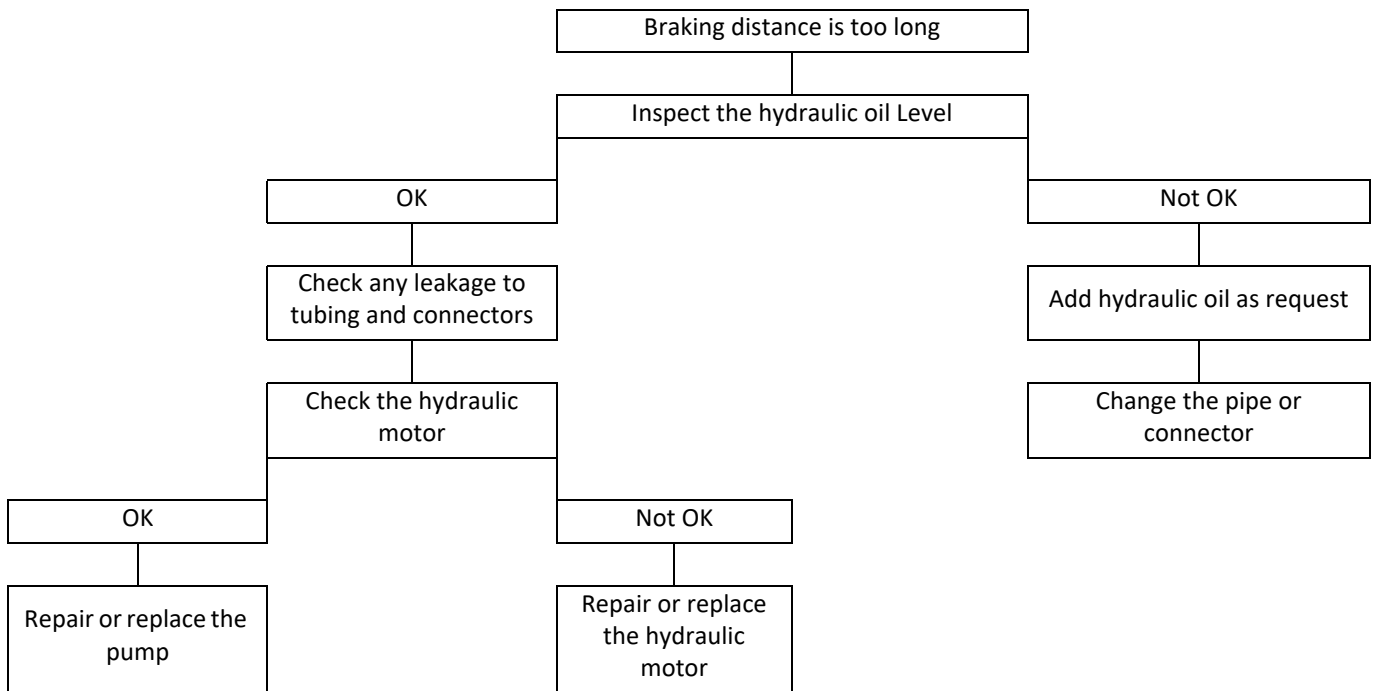 Braking distance is too long
Inspect the hydraulic oil Level
OK
Not OK
Check any leakage to
tubing and connectors
Add hydraulic oil as request
Check the hydraulic
motor
Change the pipe or
connector
OK
Not OK
Repair or replace the
pump
Repair or replace
the hydraulic
motor